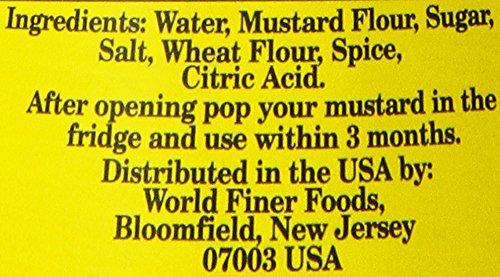 Ingredients: Water, Mustard Flour, Sugar,
Salt, Wheat Flour, Spice,
Citric Acid.
After opening pop your mustard in the
fridge and use within 3 months.
Distributed in the USA by:
World Finer Foods,
Bloomfield, New Jersey
07003 USA